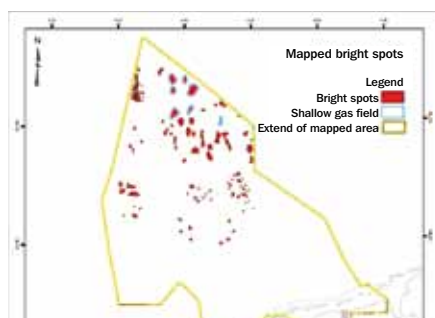 Mapped bright spots
Legend
Bright spots
Shallow gas field
Extend of mapped area